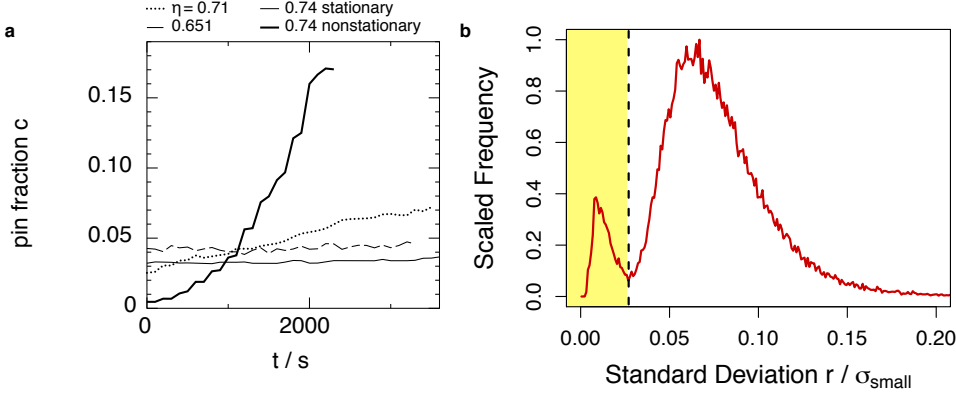 η = 0.71 0.74 stationary
0.651 0.74 nonstationary
a
pin fraction c
0.15
0.10
0.05
0
0 2000
t / s
b
Scaled Frequency
1.0
0.8
0.6
0.4
0.2
0.0
0.00 0.05 0.10 0.15 0.20
Standard Deviation r / σsmall